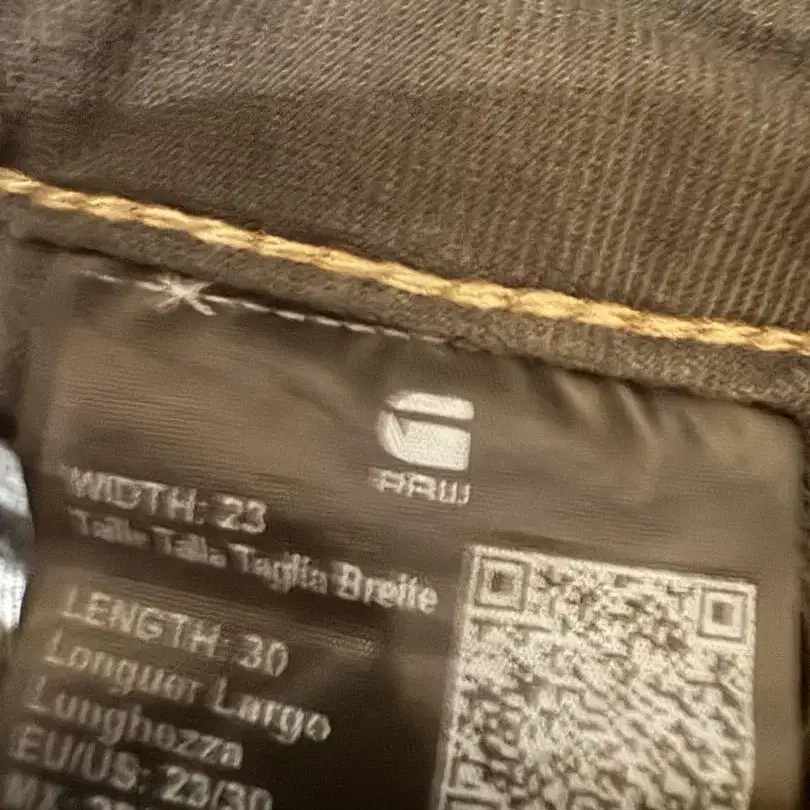 RAW
WIDTH: 23
Taille Talla Taglia Breite
LENGTH: 30
Longuer Largo
Lunghezza
EU/US: 23/30